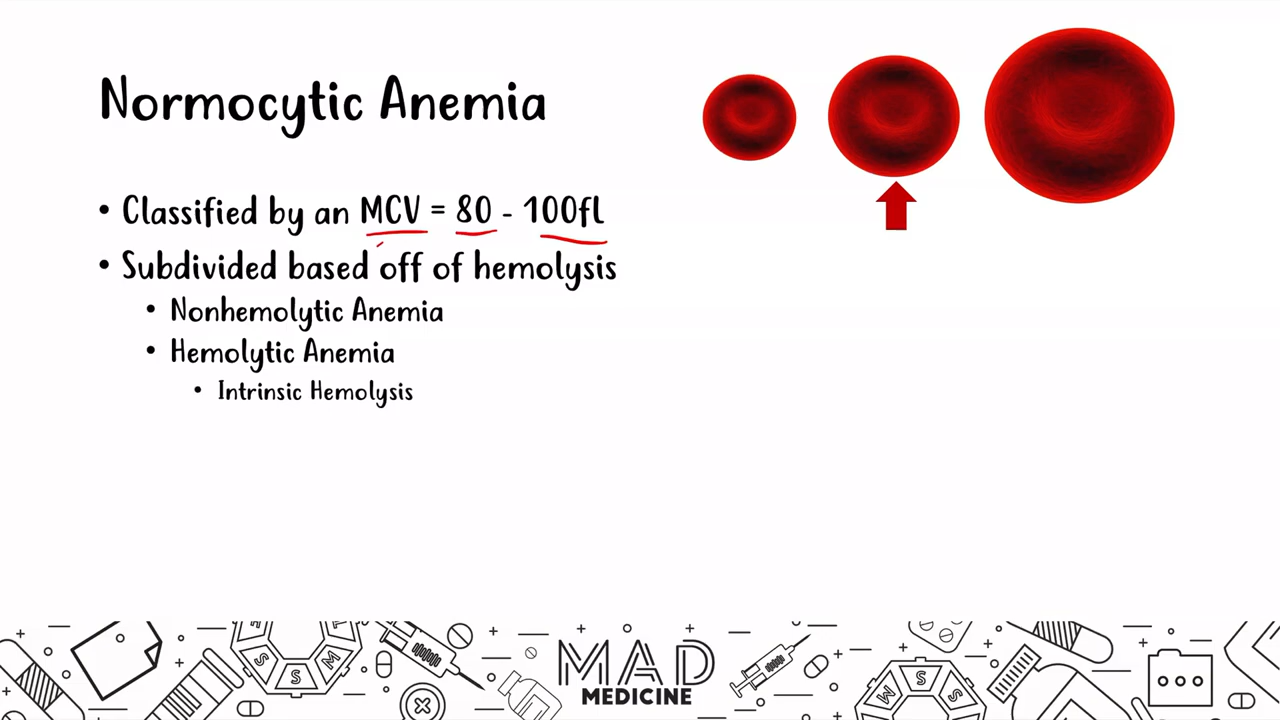 Normocytic Anemia
• Classified by an MCV = 80 - 100fL
• Subdivided based off of hemolysis
• Nonhemolytic Anemia
• Hemolytic Anemia
• Intrinsic Hemolysis
S
S
M
MAD
MEDICINE
M
S
S